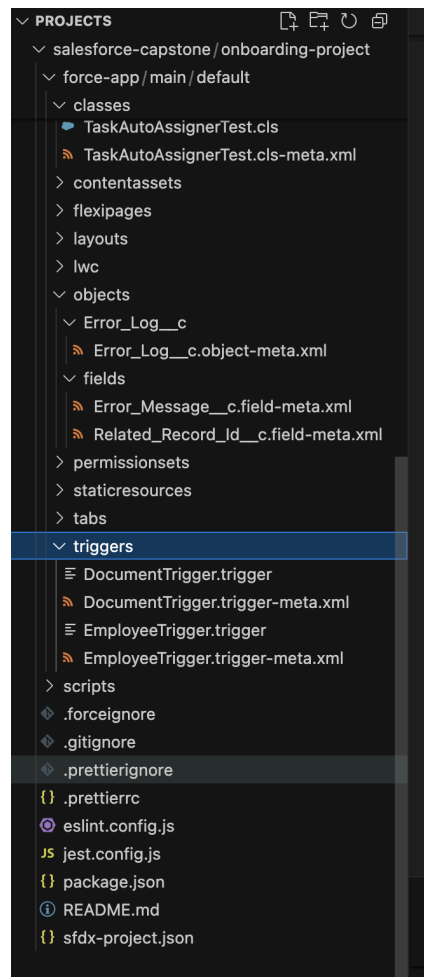 PROJECTS
salesforce-capstone/onboarding-project
force-app/main/default
classes
TaskAutoAssignerTest.cls
TaskAutoAssignerTest.cls-meta.xml
contentassets
flexipages
layouts
lwc
objects
Error_Log__c
Error_Log__c.object-meta.xml
fields
Error_Message__c.field-meta.xml
Related_Record_Id__c.field-meta.xml
permissionsets
staticresources
tabs
triggers
DocumentTrigger.trigger
DocumentTrigger.trigger-meta.xml
EmployeeTrigger.trigger
EmployeeTrigger.trigger-meta.xml
scripts
.forceignore
.gitignore
.prettierignore
{} .prettierrc
eslint.config.js
JS jest.config.js
{} package.json
README.md
{} sfdx-project.json